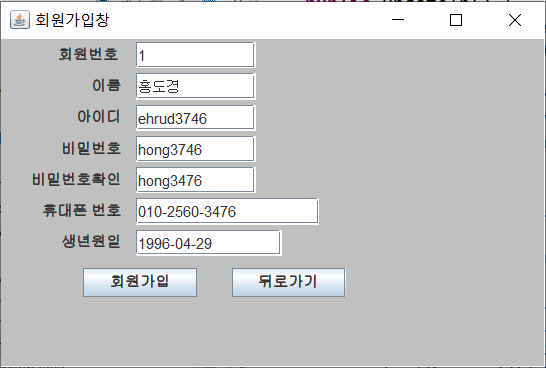 회원가입창
회원번호 1
이름 홍도경
아이디 ehrud3746
비밀번호 hong3746
비밀번호확인 hong3476
휴대폰 번호 010-2560-3476
생년원일 1996-04-29
회원가입 뒤로가기